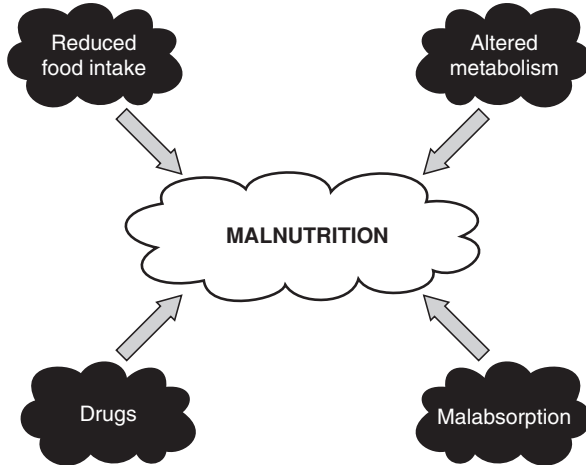 Reduced
food intake
Altered
metabolism
MALNUTRITION
Drugs
Malabsorption